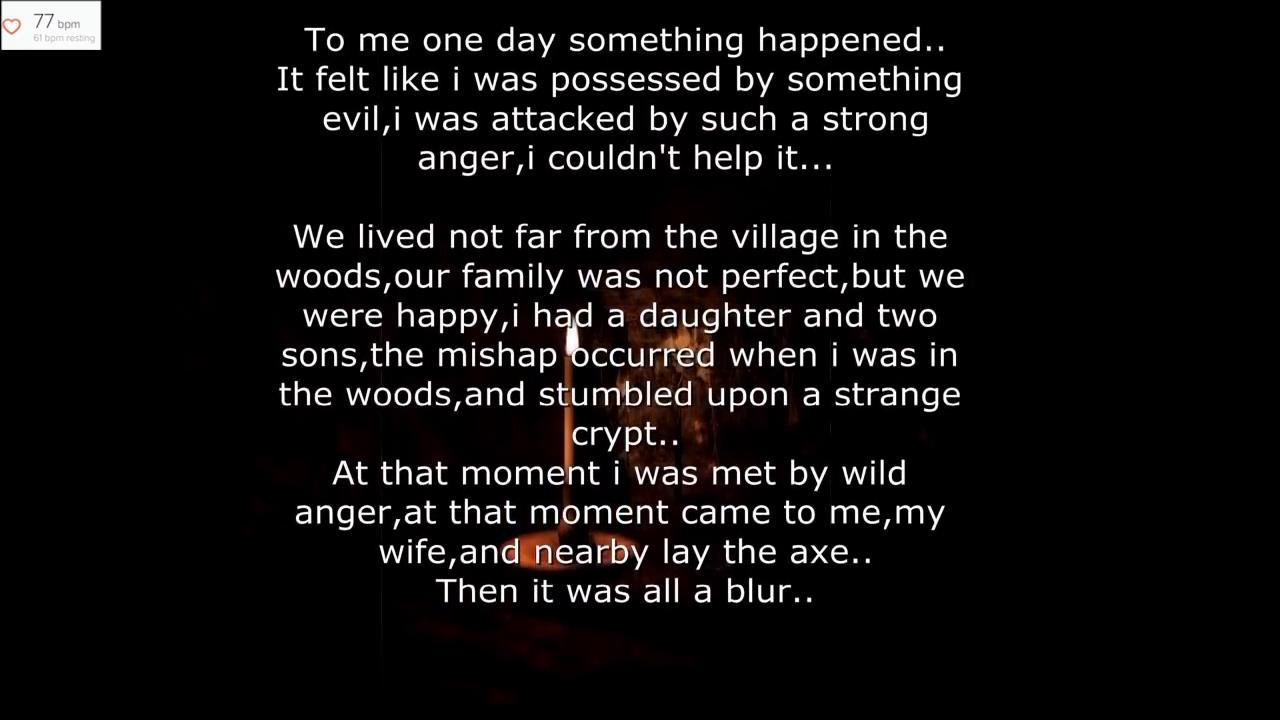 77 bpm
61 bpm resting
To me one day something happened..
It felt like i was possessed by something
evil,i was attacked by such a strong
anger,i couldn't help it...
We lived not far from the village in the
woods,our family was not perfect,but we
were happy,i had a daughter and two
sons,the mishap occurred when i was in
the woods,and stumbled upon a strange
crypt..
At that moment i was met by wild
anger,at that moment came to me,my
wife,and nearby lay the axe..
Then it was all a blur..